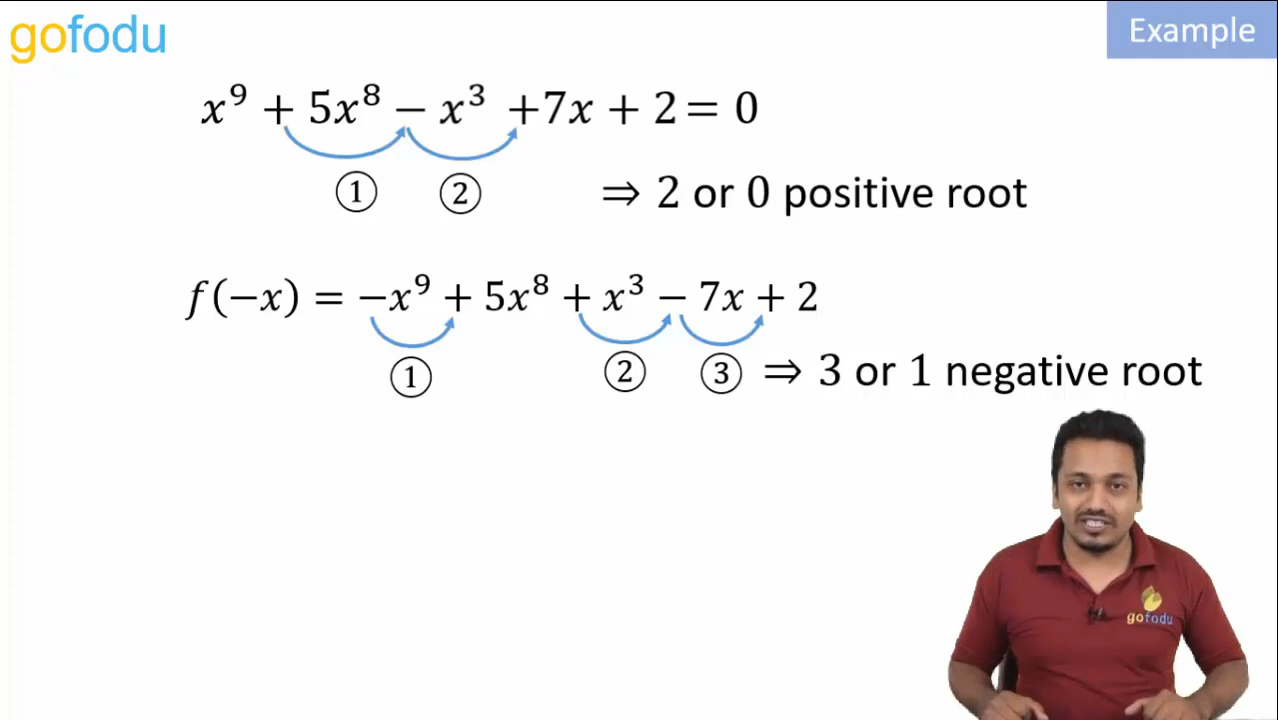 gofodu
Example
x⁹ + 5x⁸ − x³ +7x + 2 = 0
① ② ⇒ 2 or 0 positive root
f(−x) = −x⁹ + 5x⁸ + x³ − 7x + 2
① ② ③ ⇒ 3 or 1 negative root
gofodu